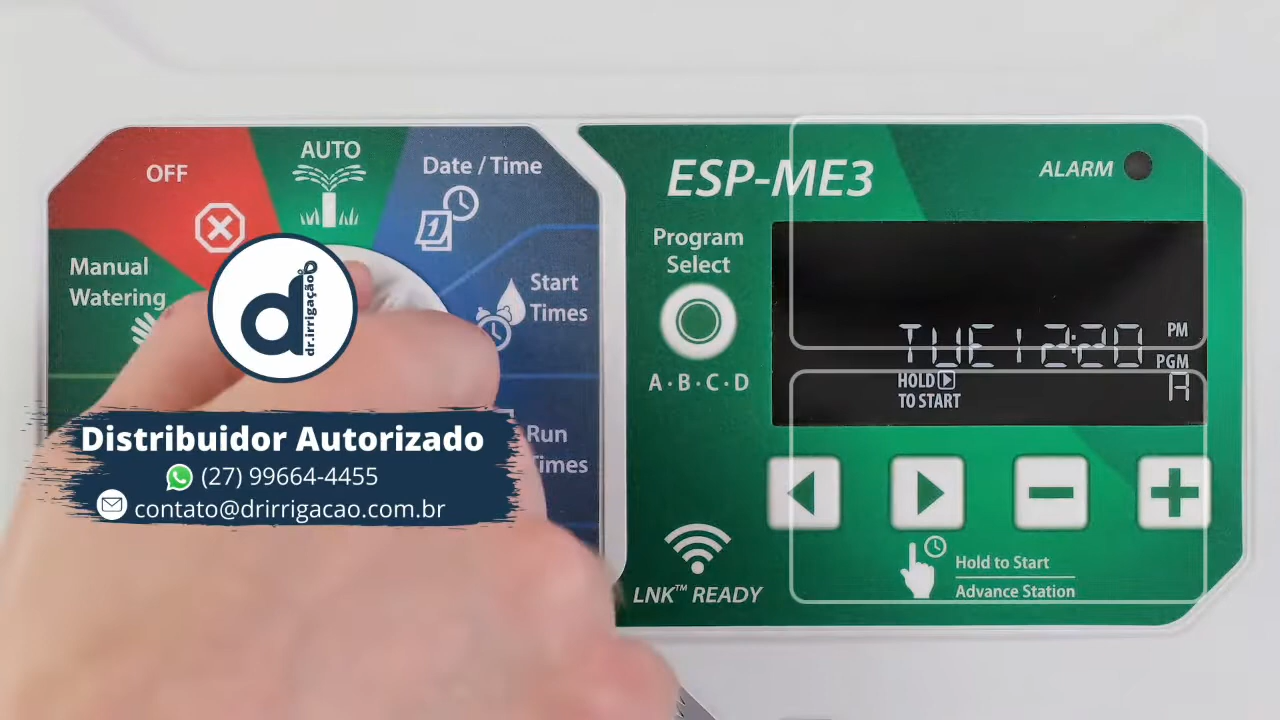 OFF
AUTO
Date / Time
Manual
Watering
Start
Times
Run
Times
dr.irrigação
Distribuidor Autorizado
(27) 99664-4455
contato@drirrigacao.com.br
ESP-ME3
ALARM
Program
Select
A·B·C·D
TUE 12:20 PM
PGM
HOLD
TO START
A
LNK™ READY
Hold to Start
Advance Station